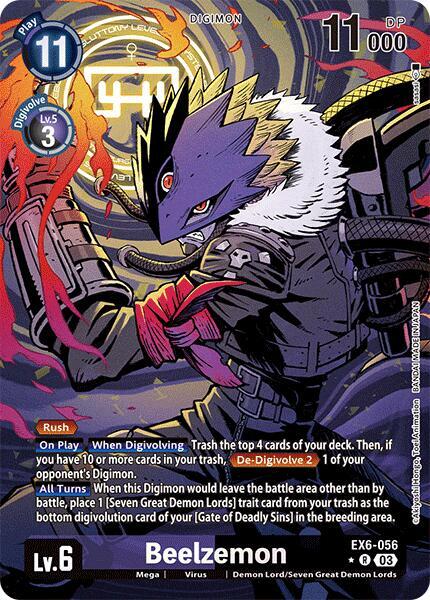 DIGIMON
Play
11
11 000
DP
Digivolve
Lv.5
3
GLUTTONY LEVEL
Rush
On Play When Digivolving Trash the top 4 cards of your deck. Then, if
you have 10 or more cards in your trash, De-Digivolve 2 1 of your
opponent's Digimon.
All Turns When this Digimon would leave the battle area other than by
battle, place 1 [Seven Great Demon Lords] trait card from your trash as the
bottom digivolution card of your [Gate of Deadly Sins] in the breeding area.
©Akiyoshi Hongo, Toei Animation BANDAI MADE IN JAPAN
Lv.6
Beelzemon
EX6-056
R 03
Mega | Virus | Demon Lord/Seven Great Demon Lords